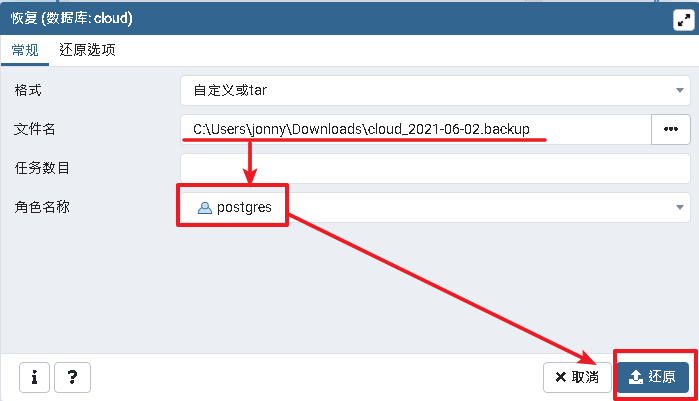 恢复 (数据库: cloud)
常规 还原选项
格式 自定义或tar
文件名 C:\Users\jonny\Downloads\cloud_2021-06-02.backup
任务数目
角色名称 postgres
i ? 取消 还原